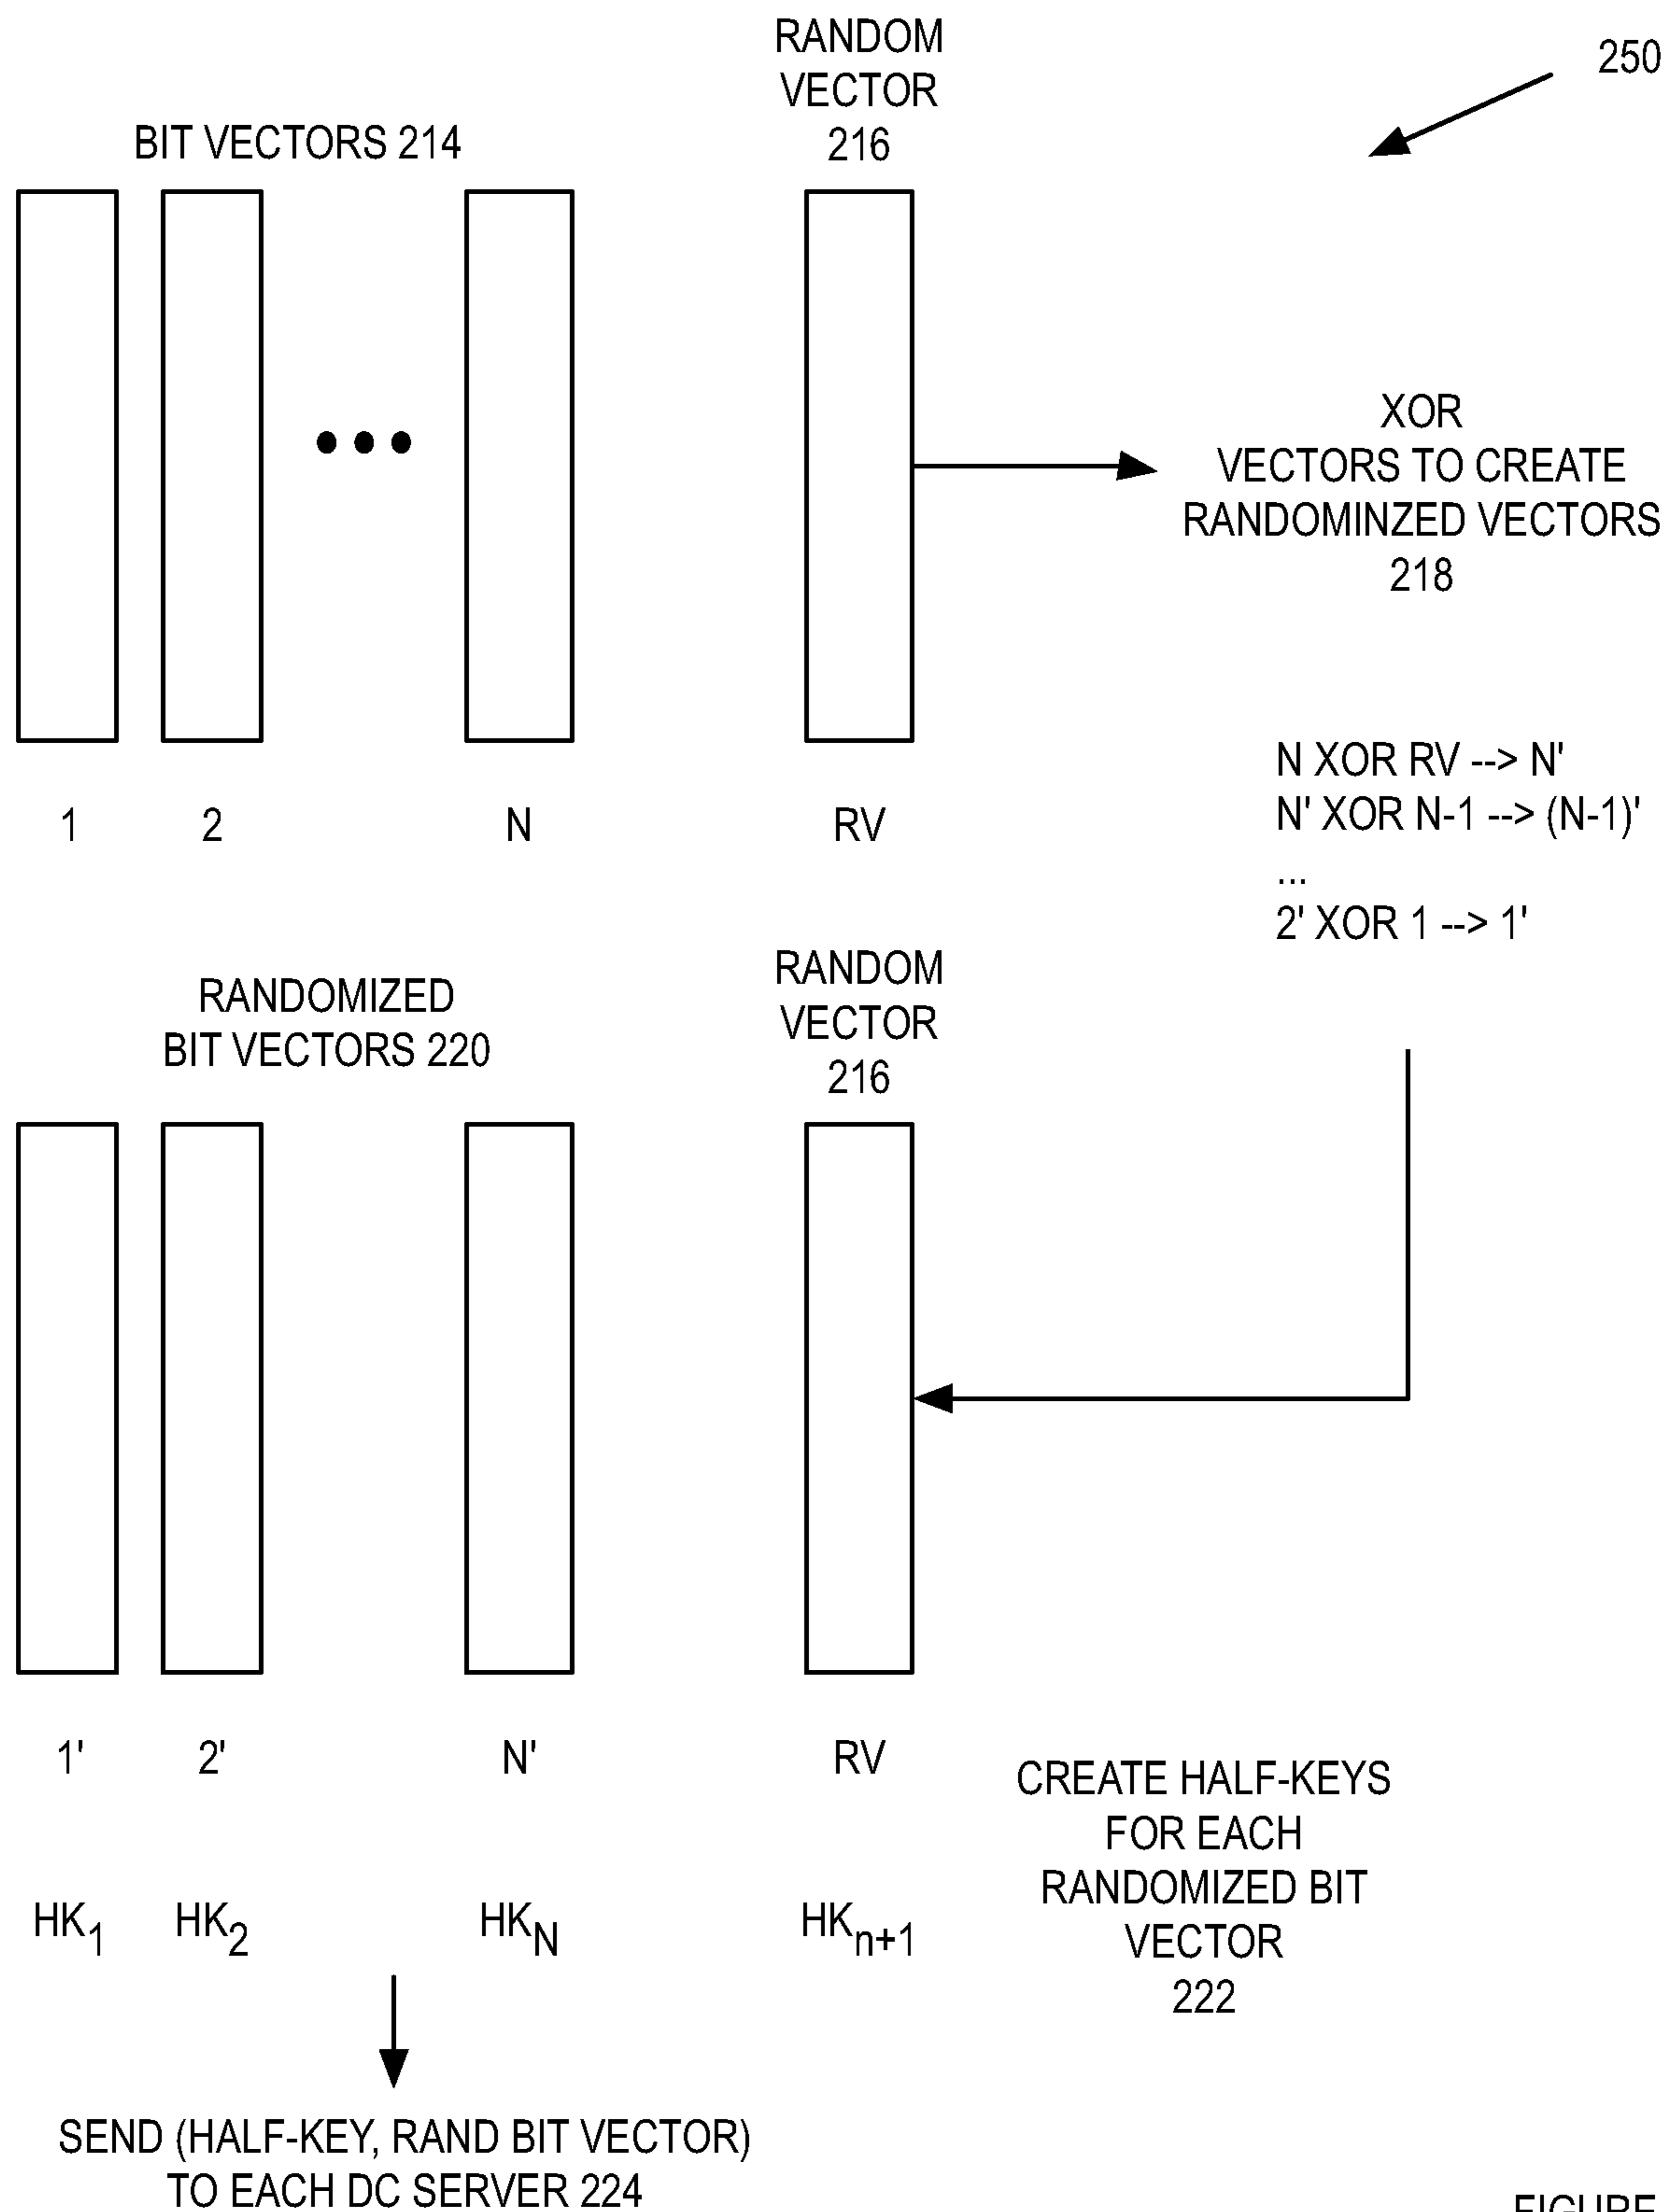 RANDOM
VECTOR
216
250
BIT VECTORS 214
XOR
VECTORS TO CREATE
RANDOMINZED VECTORS
218
1 2 N RV
N XOR RV --> N'
N' XOR N-1 --> (N-1)'
...
2' XOR 1 --> 1'
RANDOMIZED
BIT VECTORS 220
RANDOM
VECTOR
216
1' 2' N' RV
CREATE HALF-KEYS
FOR EACH
RANDOMIZED BIT
VECTOR
222
HK1 HK2 HKN HKn+1
SEND (HALF-KEY, RAND BIT VECTOR)
TO EACH DC SERVER 224
FIGURE